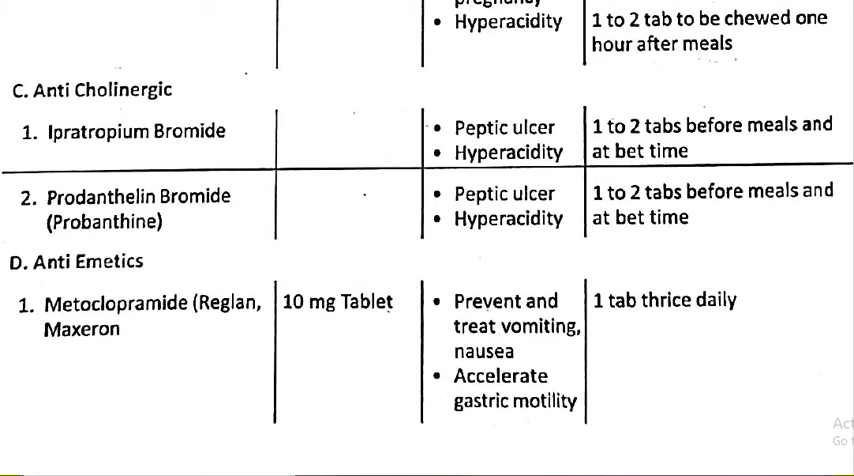 pregnancy
• Hyperacidity
1 to 2 tab to be chewed one
hour after meals
C. Anti Cholinergic
1. Ipratropium Bromide
• Peptic ulcer
• Hyperacidity
1 to 2 tabs before meals and
at bet time
2. Prodanthelin Bromide
(Probanthine)
• Peptic ulcer
• Hyperacidity
1 to 2 tabs before meals and
at bet time
D. Anti Emetics
1. Metoclopramide (Reglan,
Maxeron
10 mg Tablet
• Prevent and
treat vomiting,
nausea
• Accelerate
gastric motility
1 tab thrice daily
Go